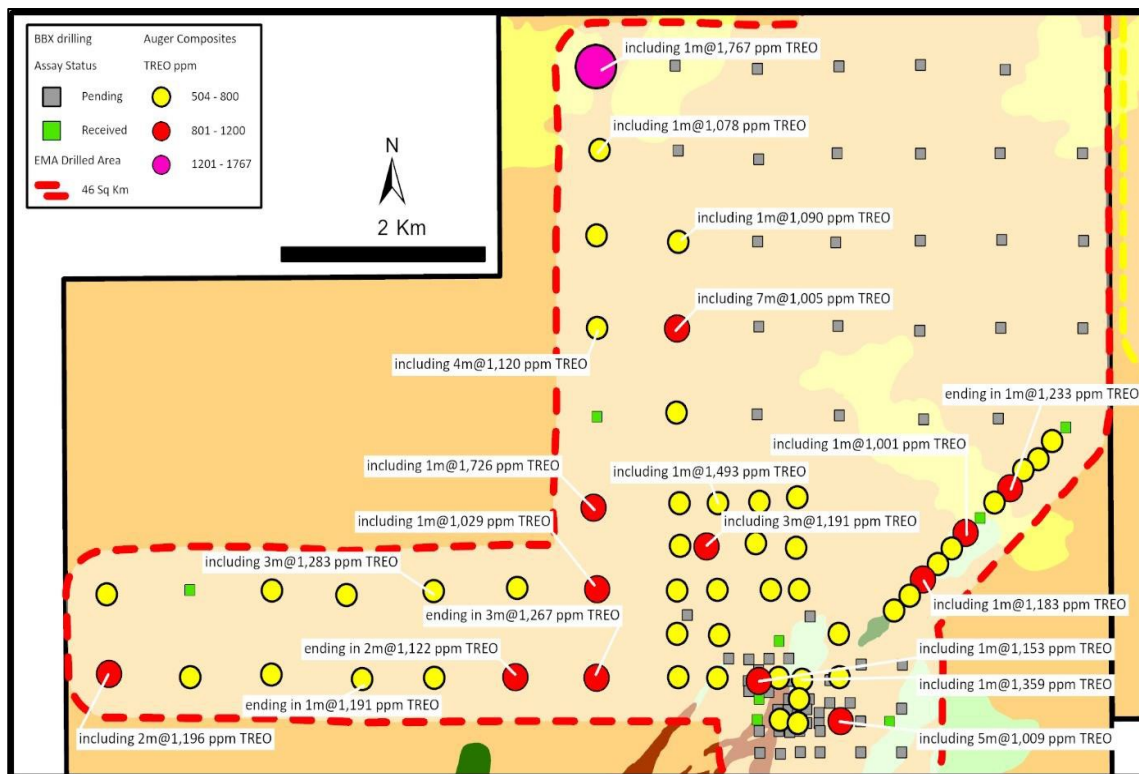 BBX drilling
Auger Composites
Assay Status
TREO ppm
Pending
504 - 800
Received
801 - 1200
EMA Drilled Area
1201 - 1767
46 Sq Km
N
2 Km
including 1m@1,767 ppm TREO
including 1m@1,078 ppm TREO
including 1m@1,090 ppm TREO
including 7m@1,005 ppm TREO
including 4m@1,120 ppm TREO
ending in 1m@1,233 ppm TREO
including 1m@1,001 ppm TREO
including 1m@1,726 ppm TREO
including 1m@1,493 ppm TREO
including 1m@1,029 ppm TREO
including 3m@1,191 ppm TREO
including 3m@1,283 ppm TREO
including 1m@1,183 ppm TREO
ending in 3m@1,267 ppm TREO
ending in 2m@1,122 ppm TREO
including 1m@1,153 ppm TREO
including 1m@1,359 ppm TREO
ending in 1m@1,191 ppm TREO
including 2m@1,196 ppm TREO
including 5m@1,009 ppm TREO